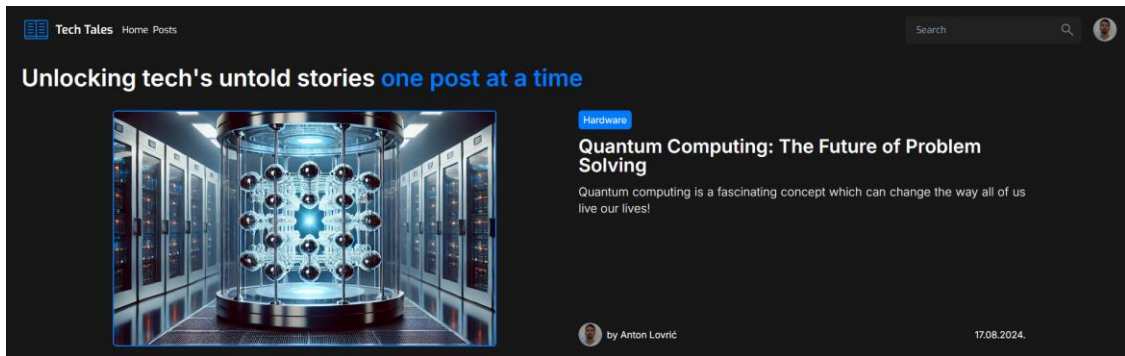 Tech Tales Home Posts Search
Unlocking tech's untold stories one post at a time
Hardware
Quantum Computing: The Future of Problem
Solving
Quantum computing is a fascinating concept which can change the way all of us
live our lives!
by Anton Lovrić 17.08.2024.